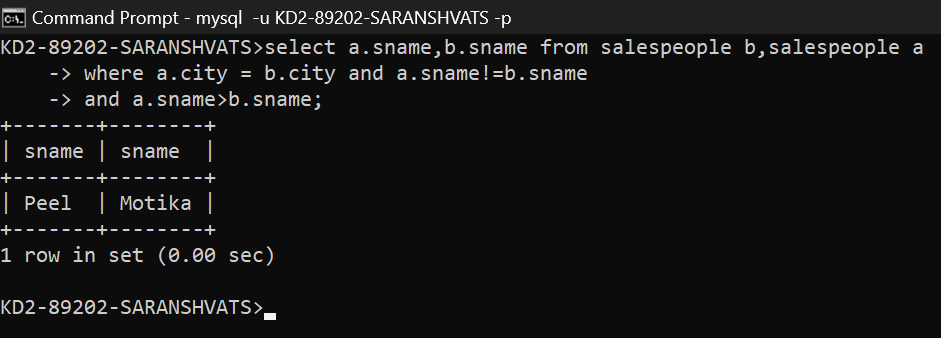 Command Prompt - mysql  -u KD2-89202-SARANSHVATS -p
KD2-89202-SARANSHVATS>select a.sname,b.sname from salespeople b,salespeople a
    -> where a.city = b.city and a.sname!=b.sname
    -> and a.sname>b.sname;
+-------+--------+
| sname | sname  |
+-------+--------+
| Peel  | Motika |
+-------+--------+
1 row in set (0.00 sec)

KD2-89202-SARANSHVATS>